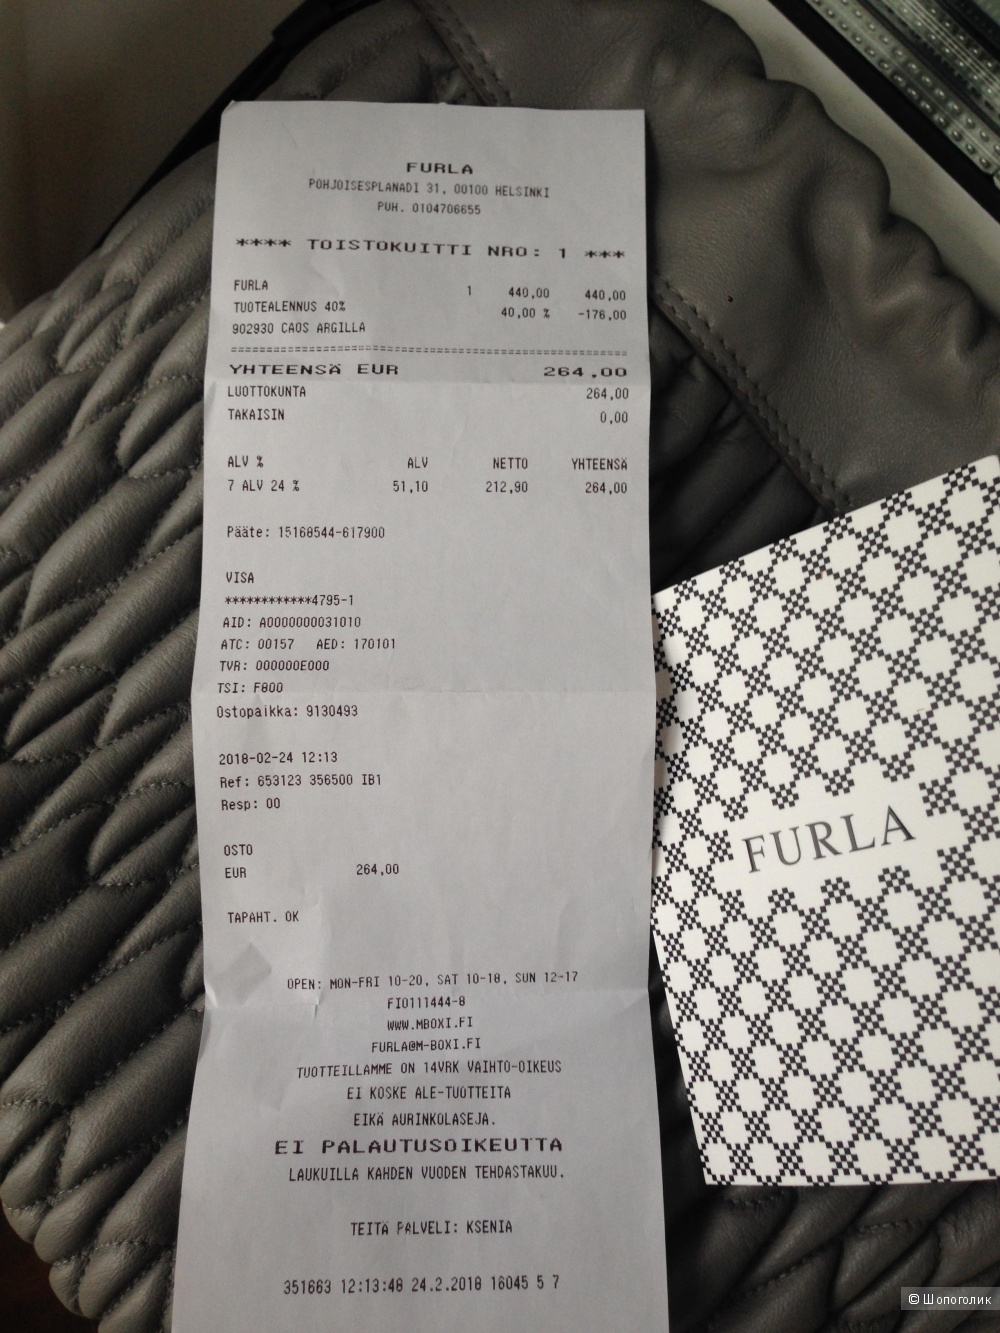 FURLA
POHJOISESPLANADI 31, 00100 HELSINKI
PUH. 0104706655
**** TOISTOKUITTI NRO: 1 ***
FURLA 1 440,00 440,00
TUOTEALENNUS 40% 40,00 % -176,00
902930 CAOS ARGILLA
YHTEENSÄ EUR 264,00
LUOTTOKUNTA 264,00
TAKAISIN 0,00
ALV % ALV NETTO YHTEENSÄ
7 ALV 24 % 51,10 212,90 264,00
Pääte: 15168544-617900
VISA
************4795-1
AID: A0000000031010
ATC: 00157 AED: 170101
TVR: 000000E000
TSI: F800
Ostopaikka: 9130493
2018-02-24 12:13
Ref: 653123 356500 IB1
Resp: 00
OSTO
EUR 264,00
TAPAHT. OK
OPEN: MON-FRI 10-20, SAT 10-18, SUN 12-17
FI0111444-8
WWW.MBOXI.FI
FURLA@M-BOXI.FI
TUOTTEILLAMME ON 14VRK VAIHTO-OIKEUS
EI KOSKE ALE-TUOTTEITA
EIKÄ AURINKOLASEJA.
EI PALAUTUSOIKEUTTA
LAUKUILLA KAHDEN VUODEN TEHDASTAKUU.
TEITÄ PALVELI: KSENIA
351663 12:13:48 24.2.2018 16045 5 7
FURLA
© Шопоголик